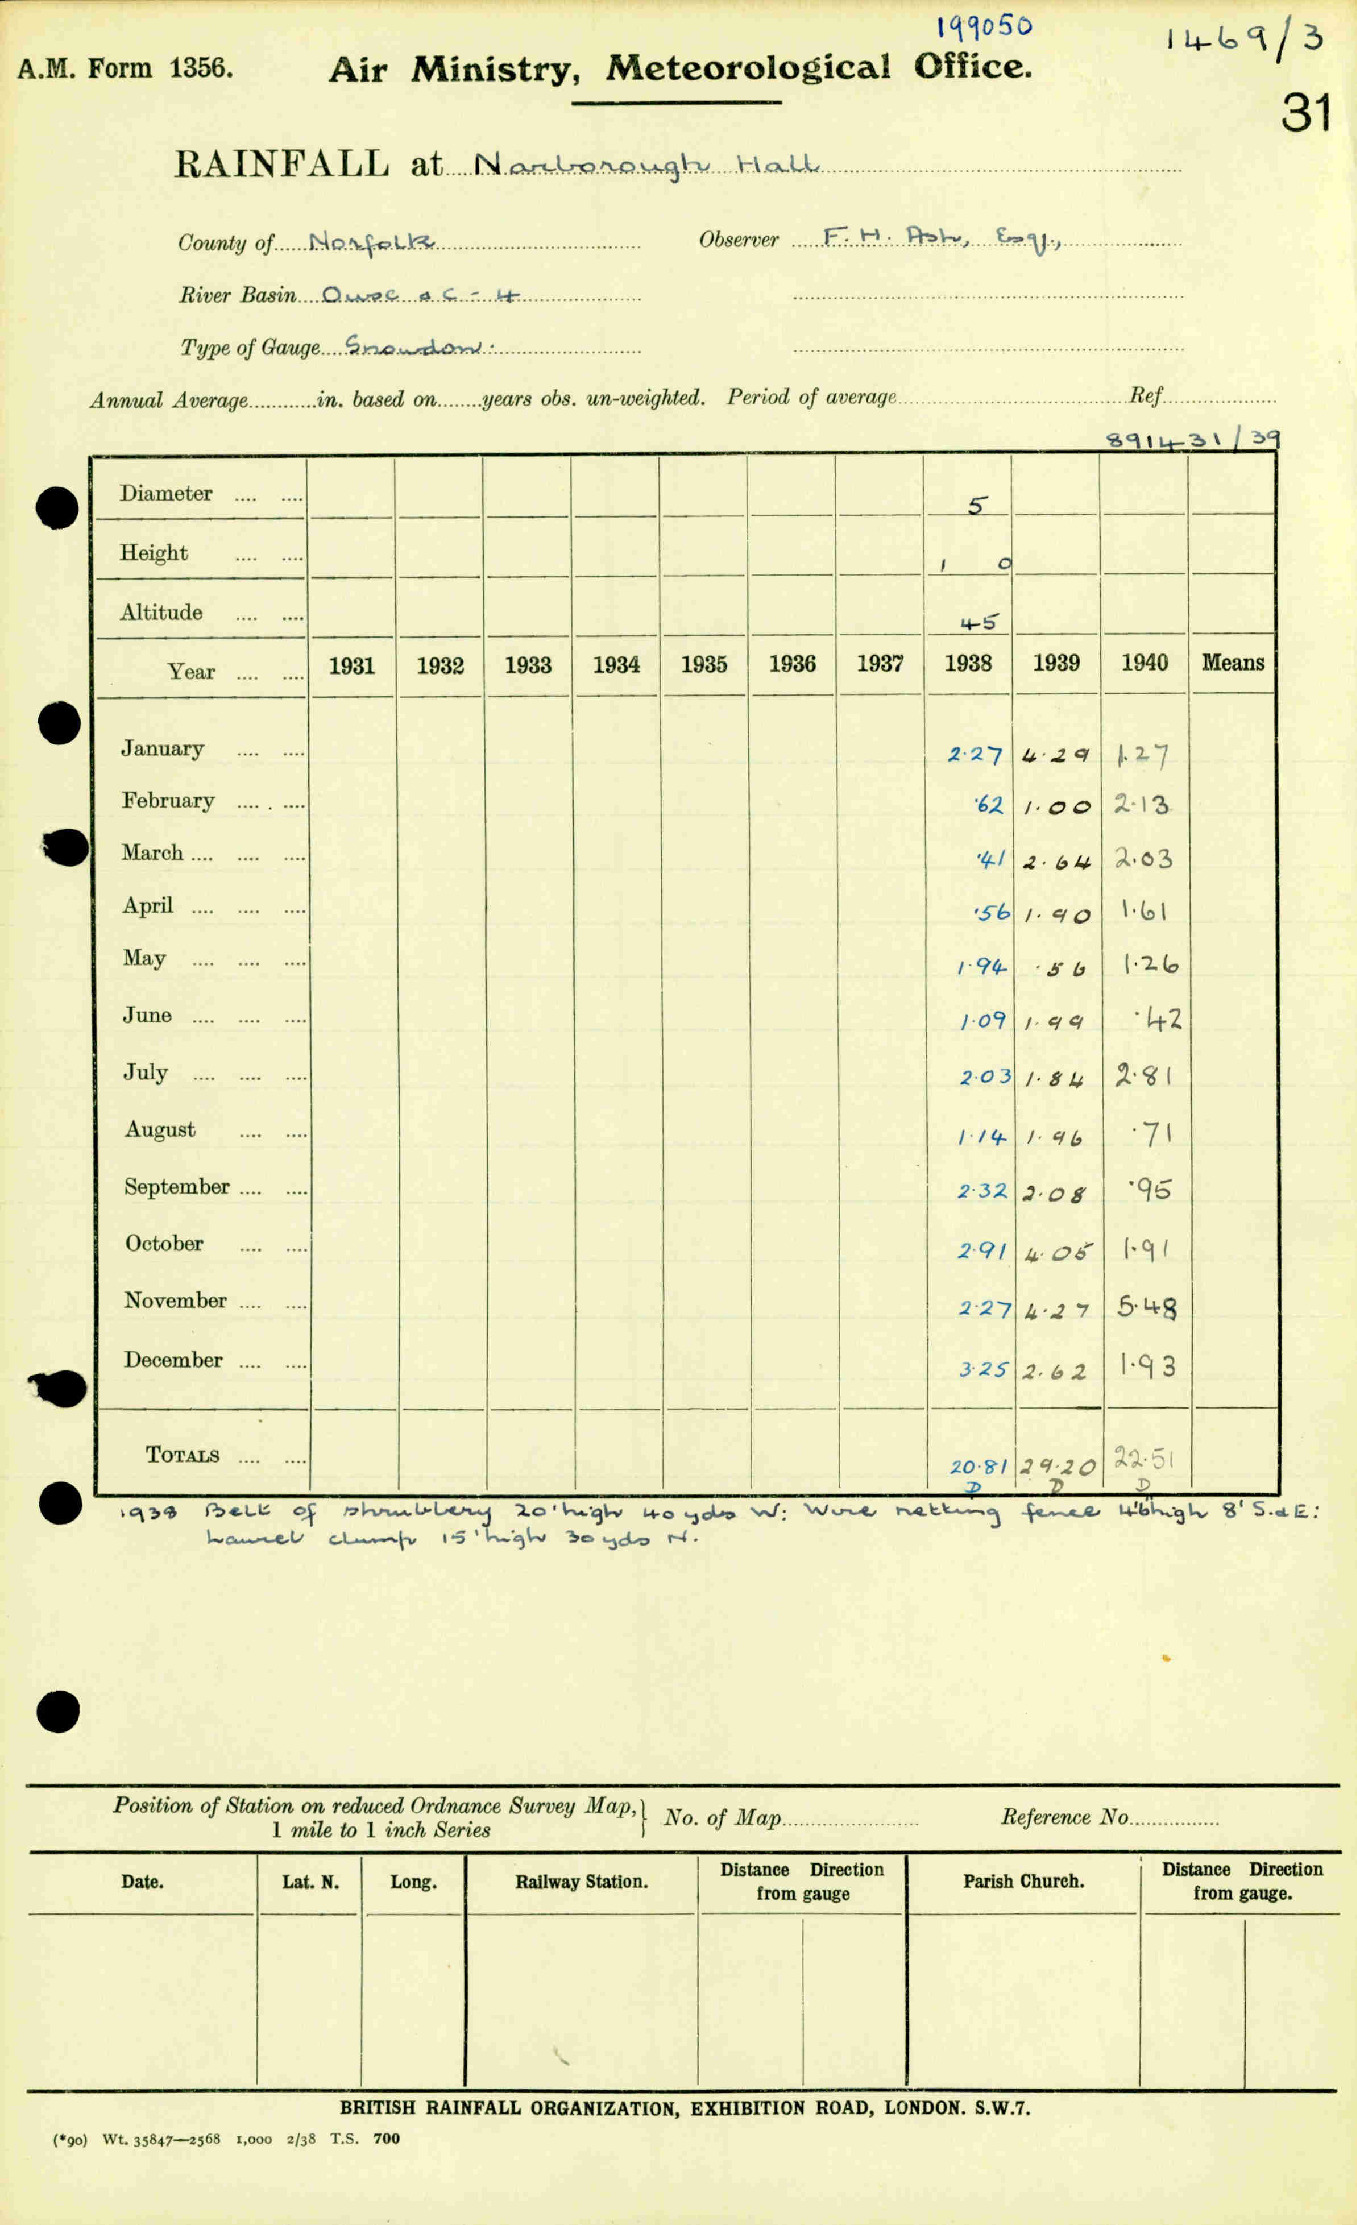 199050
1469/3
A.M. Form 1356. Air Ministry, Meteorological Office.
31
RAINFALL at Narborough Hall
County of Norfolk Observer F. H. Ash, Esq.,
River Basin Ouse &c - 4
Type of Gauge Snowdon.
Annual Average in. based on years obs. un-weighted. Period of average Ref
891431/39
Diameter 5
Height 1 0
Altitude 45
Year 1931 1932 1933 1934 1935 1936 1937 1938 1939 1940 Means
January 2.27 4.29 1.27
February .62 1.00 2.13
March .41 2.64 2.03
April .56 1.90 1.61
May 1.94 .56 1.26
June 1.09 1.99 .42
July 2.03 1.84 2.81
August 1.14 1.96 .71
September 2.32 2.08 .95
October 2.91 4.05 1.91
November 2.27 4.27 5.48
December 3.25 2.62 1.93
TOTALS 20.81 29.20 22.51
D D D
1938 Belt of shrubbery 20' high 40 yds W: Wire netting fence 4'6 high 8' S. & E:
Laurel clump 15' high 30 yds N.
Position of Station on reduced Ordnance Survey Map, No. of Map Reference No.
1 mile to 1 inch Series
Date. Lat. N. Long. Railway Station. Distance Direction from gauge Parish Church. Distance Direction from gauge.
BRITISH RAINFALL ORGANIZATION, EXHIBITION ROAD, LONDON. S.W.7.
(*90) Wt. 35847—2568 1,000 2/38 T.S. 700